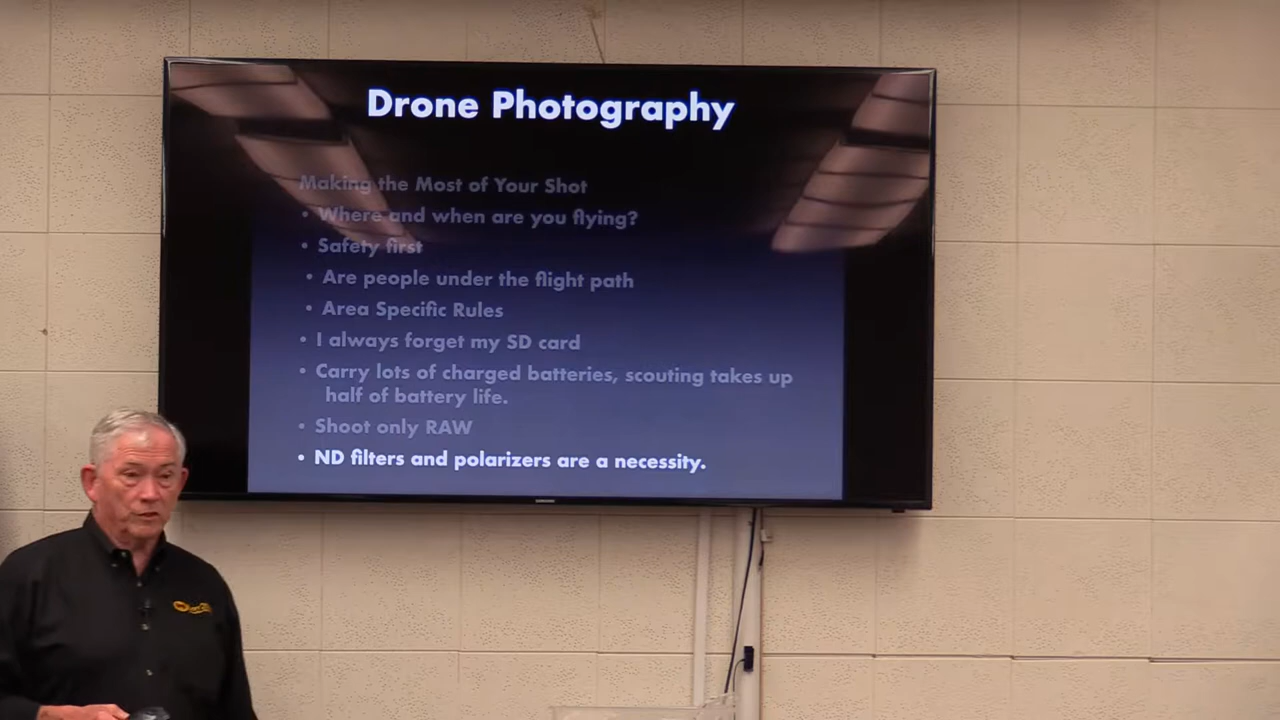 Drone Photography
Making the Most of Your Shot
• Where and when are you flying?
• Safety first
• Are people under the flight path
• Area Specific Rules
• I always forget my SD card
• Carry lots of charged batteries, scouting takes up
half of battery life.
• Shoot only RAW
• ND filters and polarizers are a necessity.